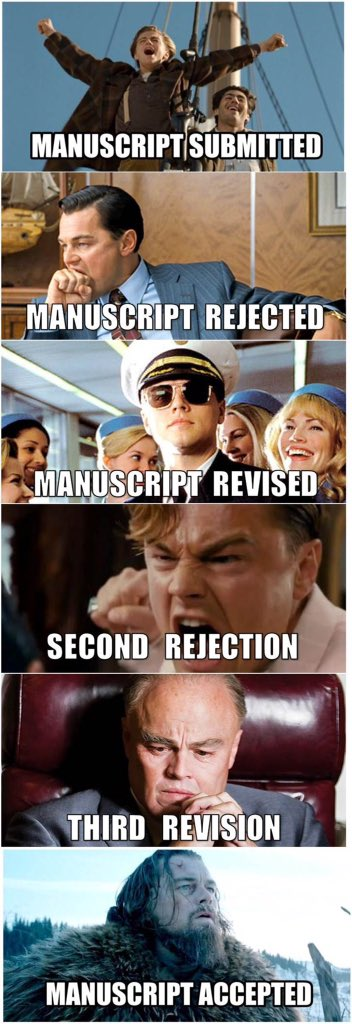 MANUSCRIPT SUBMITTED
MANUSCRIPT REJECTED
MANUSCRIPT REVISED
SECOND REJECTION
THIRD REVISION
MANUSCRIPT ACCEPTED